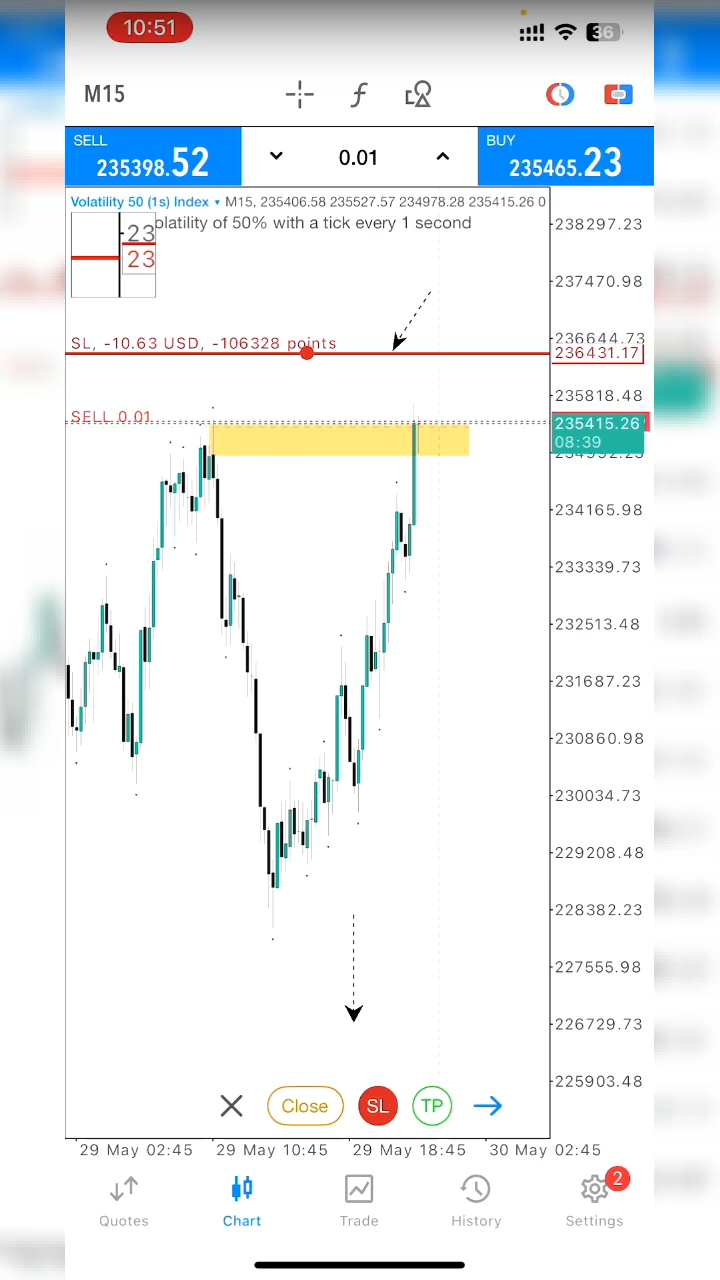 10:51
36
M15
SELL
235398.52
0.01
BUY
235465.23
Volatility 50 (1s) Index ▾ M15, 235406.58 235527.57 234978.28 235415.26 0
olatility of 50% with a tick every 1 second
23
23
238297.23
237470.98
236644.73
SL, -10.63 USD, -106328 points
236431.17
235818.48
SELL 0.01
235415.26
08:39
234165.98
233339.73
232513.48
231687.23
230860.98
230034.73
229208.48
228382.23
227555.98
226729.73
225903.48
Close
SL
TP
29 May 02:45
29 May 10:45
29 May 18:45
30 May 02:45
2
Quotes
Chart
Trade
History
Settings